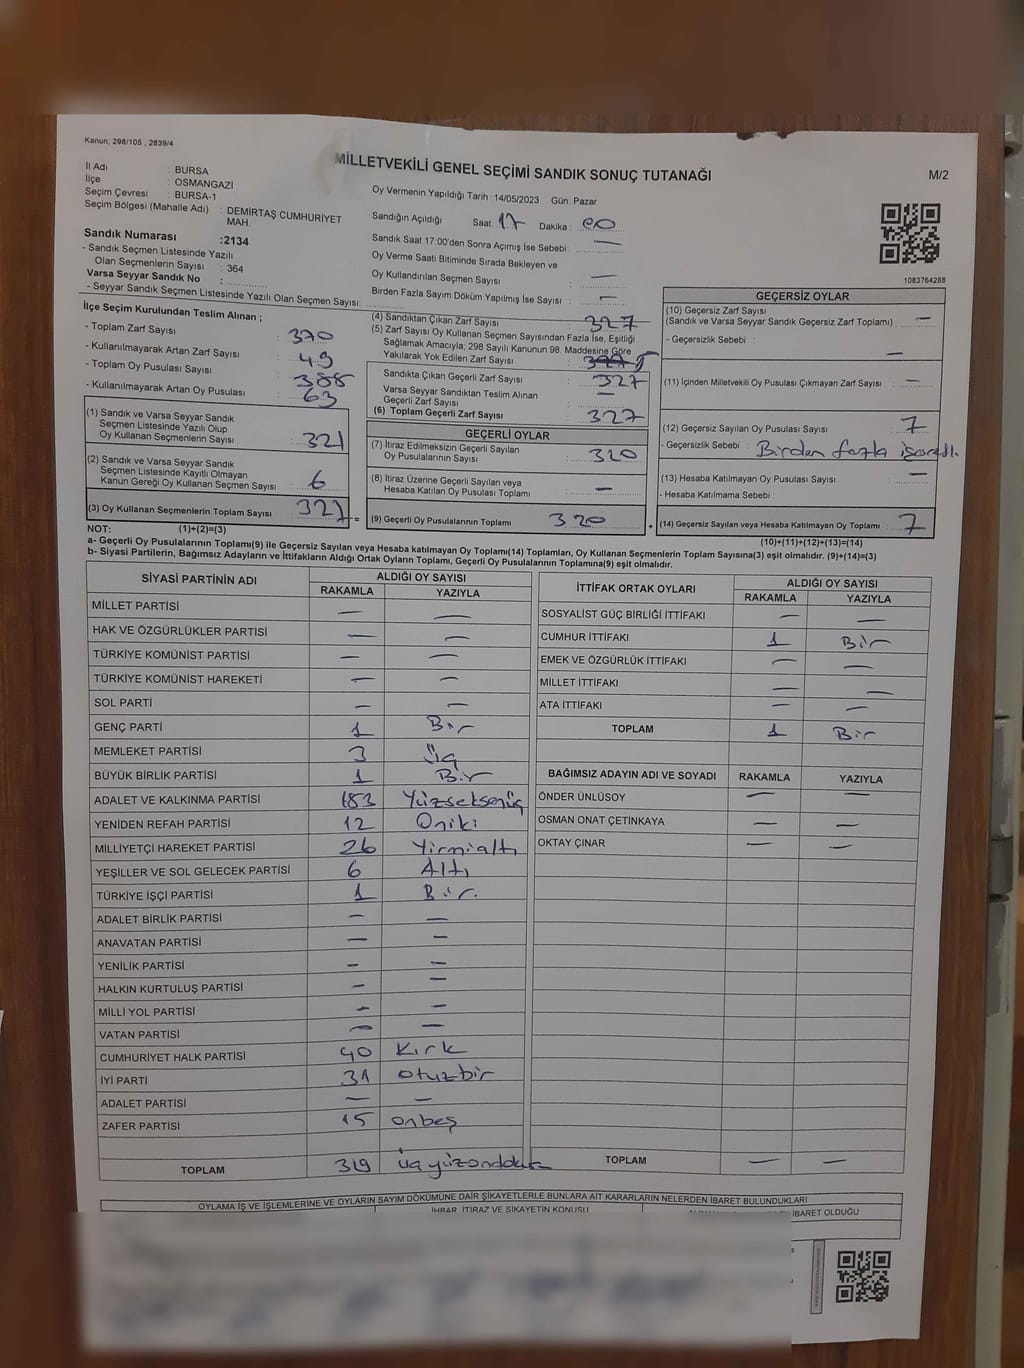 Kanun; 298/105 , 2839/4
MİLLETVEKİLİ GENEL SEÇİMİ SANDIK SONUÇ TUTANAĞI
M/2
İl Adı : BURSA
İlçe : OSMANGAZİ
Seçim Çevresi : BURSA-1
Seçim Bölgesi (Mahalle Adı) : DEMİRTAŞ CUMHURİYET
MAH.
Sandık Numarası :2134
- Sandık Seçmen Listesinde Yazılı
Olan Seçmenlerin Sayısı : 364
Varsa Seyyar Sandık No :
- Seyyar Sandık Seçmen Listesinde Yazılı Olan Seçmen Sayısı:
Oy Vermenin Yapıldığı Tarih :14/05/2023 Gün: Pazar
Sandığın Açıldığı Saat: 17 Dakika : 00
Sandık Saat 17:00'den Sonra Açılmış İse Sebebi : —
Oy Verme Saati Bitiminde Sırada Bekleyen ve
Oy Kullandırılan Seçmen Sayısı : —
Birden Fazla Sayım Döküm Yapılmış İse Sayısı : —
1083764288
İlçe Seçim Kurulundan Teslim Alınan ;
- Toplam Zarf Sayısı : 370
- Kullanılmayarak Artan Zarf Sayısı : 49
- Toplam Oy Pusulası Sayısı : 388
- Kullanılmayarak Artan Oy Pusulası : 63
(1) Sandık ve Varsa Seyyar Sandık
Seçmen Listesinde Yazılı Olup
Oy Kullanan Seçmenlerin Sayısı : 321
(2) Sandık ve Varsa Seyyar Sandık
Seçmen Listesinde Kayıtlı Olmayan
Kanun Gereği Oy Kullanan Seçmen Sayısı : 6
(3) Oy Kullanan Seçmenlerin Toplam Sayısı : 327
(4) Sandıktan Çıkan Zarf Sayısı : 327
(5) Zarf Sayısı Oy Kullanan Seçmen Sayısından Fazla İse, Eşitliği
Sağlamak Amacıyla; 298 Sayılı Kanunun 98. Maddesine Göre
Yakılarak Yok Edilen Zarf Sayısı :
Sandıkta Çıkan Geçerli Zarf Sayısı : 327
Varsa Seyyar Sandıktan Teslim Alınan
Geçerli Zarf Sayısı : —
(6) Toplam Geçerli Zarf Sayısı : 327
GEÇERLİ OYLAR
(7) İtiraz Edilmeksizin Geçerli Sayılan
Oy Pusulalarının Sayısı : 320
(8) İtiraz Üzerine Geçerli Sayılan veya
Hesaba Katılan Oy Pusulası Toplamı : —
= (9) Geçerli Oy Pusulalarının Toplamı 320
GEÇERSİZ OYLAR
(10) Geçersiz Zarf Sayısı
(Sandık ve Varsa Seyyar Sandık Geçersiz Zarf Toplamı) : —
- Geçersizlik Sebebi : —
(11) İçinden Milletvekili Oy Pusulası Çıkmayan Zarf Sayısı : —
(12) Geçersiz Sayılan Oy Pusulası Sayısı : 7
- Geçersizlik Sebebi : Birden fazla
(13) Hesaba Katılmayan Oy Pusulası Sayısı : —
- Hesaba Katılmama Sebebi :
+ (14) Geçersiz Sayılan veya Hesaba Katılmayan Oy Toplamı : 7
NOT: (1)+(2)=(3)
(10)+(11)+(12)+(13)=(14)
a- Geçerli Oy Pusulalarının Toplamı(9) ile Geçersiz Sayılan veya Hesaba katılmayan Oy Toplamı(14) Toplamları, Oy Kullanan Seçmenlerin Toplam Sayısına(3) eşit olmalıdır. (9)+(14)=(3)
b- Siyasi Partilerin, Bağımsız Adayların ve İttifakların Aldığı Ortak Oyların Toplamı, Geçerli Oy Pusulalarının Toplamına(9) eşit olmalıdır.
SİYASİ PARTİNİN ADI ALDIĞI OY SAYISI
RAKAMLA YAZIYLA
MİLLET PARTİSİ — —
HAK VE ÖZGÜRLÜKLER PARTİSİ — —
TÜRKİYE KOMÜNİST PARTİSİ — —
TÜRKİYE KOMÜNİST HAREKETİ — —
SOL PARTİ — —
GENÇ PARTİ 1 Bir
MEMLEKET PARTİSİ 3 Üç
BÜYÜK BİRLİK PARTİSİ 1 Bir
ADALET VE KALKINMA PARTİSİ 183 Yüzseksenüç
YENİDEN REFAH PARTİSİ 12 Oniki
MİLLİYETÇİ HAREKET PARTİSİ 26 Yirmialtı
YEŞİLLER VE SOL GELECEK PARTİSİ 6 Altı
TÜRKİYE İŞÇİ PARTİSİ 1 Bir.
ADALET BİRLİK PARTİSİ — —
ANAVATAN PARTİSİ — —
YENİLİK PARTİSİ — —
HALKIN KURTULUŞ PARTİSİ — —
MİLLİ YOL PARTİSİ — —
VATAN PARTİSİ — —
CUMHURİYET HALK PARTİSİ 40 Kırk
İYİ PARTİ 31 otuzbir
ADALET PARTİSİ — —
ZAFER PARTİSİ 15 onbeş
TOPLAM 319 üçyüzondokuz
İTTİFAK ORTAK OYLARI ALDIĞI OY SAYISI
RAKAMLA YAZIYLA
SOSYALİST GÜÇ BİRLİĞİ İTTİFAKI — —
CUMHUR İTTİFAKI 1 Bir
EMEK VE ÖZGÜRLÜK İTTİFAKI — —
MİLLET İTTİFAKI — —
ATA İTTİFAKI — —
TOPLAM 1 Bir
BAĞIMSIZ ADAYIN ADI VE SOYADI RAKAMLA YAZIYLA
ÖNDER ÜNLÜSOY — —
OSMAN ONAT ÇETİNKAYA — —
OKTAY ÇINAR — —
TOPLAM — —
OYLAMA İŞ VE İŞLEMLERİNE VE OYLARIN SAYIM DÖKÜMÜNE DAİR ŞİKAYETLERLE BUNLARA AİT KARARLARIN NELERDEN İBARET BULUNDUKLARI
İHBAR, İTİRAZ VE ŞİKAYETİN KONUSU
İBARET OLDUĞU